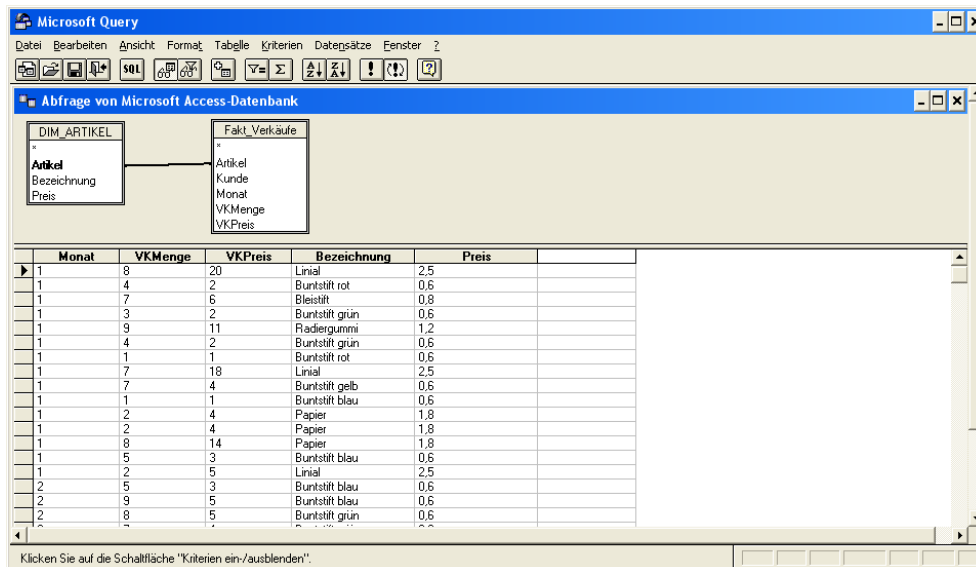 Microsoft Query
Datei Bearbeiten Ansicht Format Tabelle Kriterien Datensätze Fenster ?
SQL
Abfrage von Microsoft Access-Datenbank
DIM_ARTIKEL
*
Artikel
Bezeichnung
Preis
Fakt_Verkäufe
*
Artikel
Kunde
Monat
VKMenge
VKPreis
Monat VKMenge VKPreis Bezeichnung Preis
1 8 20 Linial 2,5
1 4 2 Buntstift rot 0,6
1 7 6 Bleistift 0,8
1 3 2 Buntstift grün 0,6
1 9 11 Radiergummi 1,2
1 4 2 Buntstift grün 0,6
1 1 1 Buntstift rot 0,6
1 7 18 Linial 2,5
1 7 4 Buntstift gelb 0,6
1 1 1 Buntstift blau 0,6
1 2 4 Papier 1,8
1 2 4 Papier 1,8
1 8 14 Papier 1,8
1 5 3 Buntstift blau 0,6
1 2 5 Linial 2,5
2 5 3 Buntstift blau 0,6
2 9 5 Buntstift blau 0,6
2 8 5 Buntstift grün 0,6
Klicken Sie auf die Schaltfläche "Kriterien ein-/ausblenden".